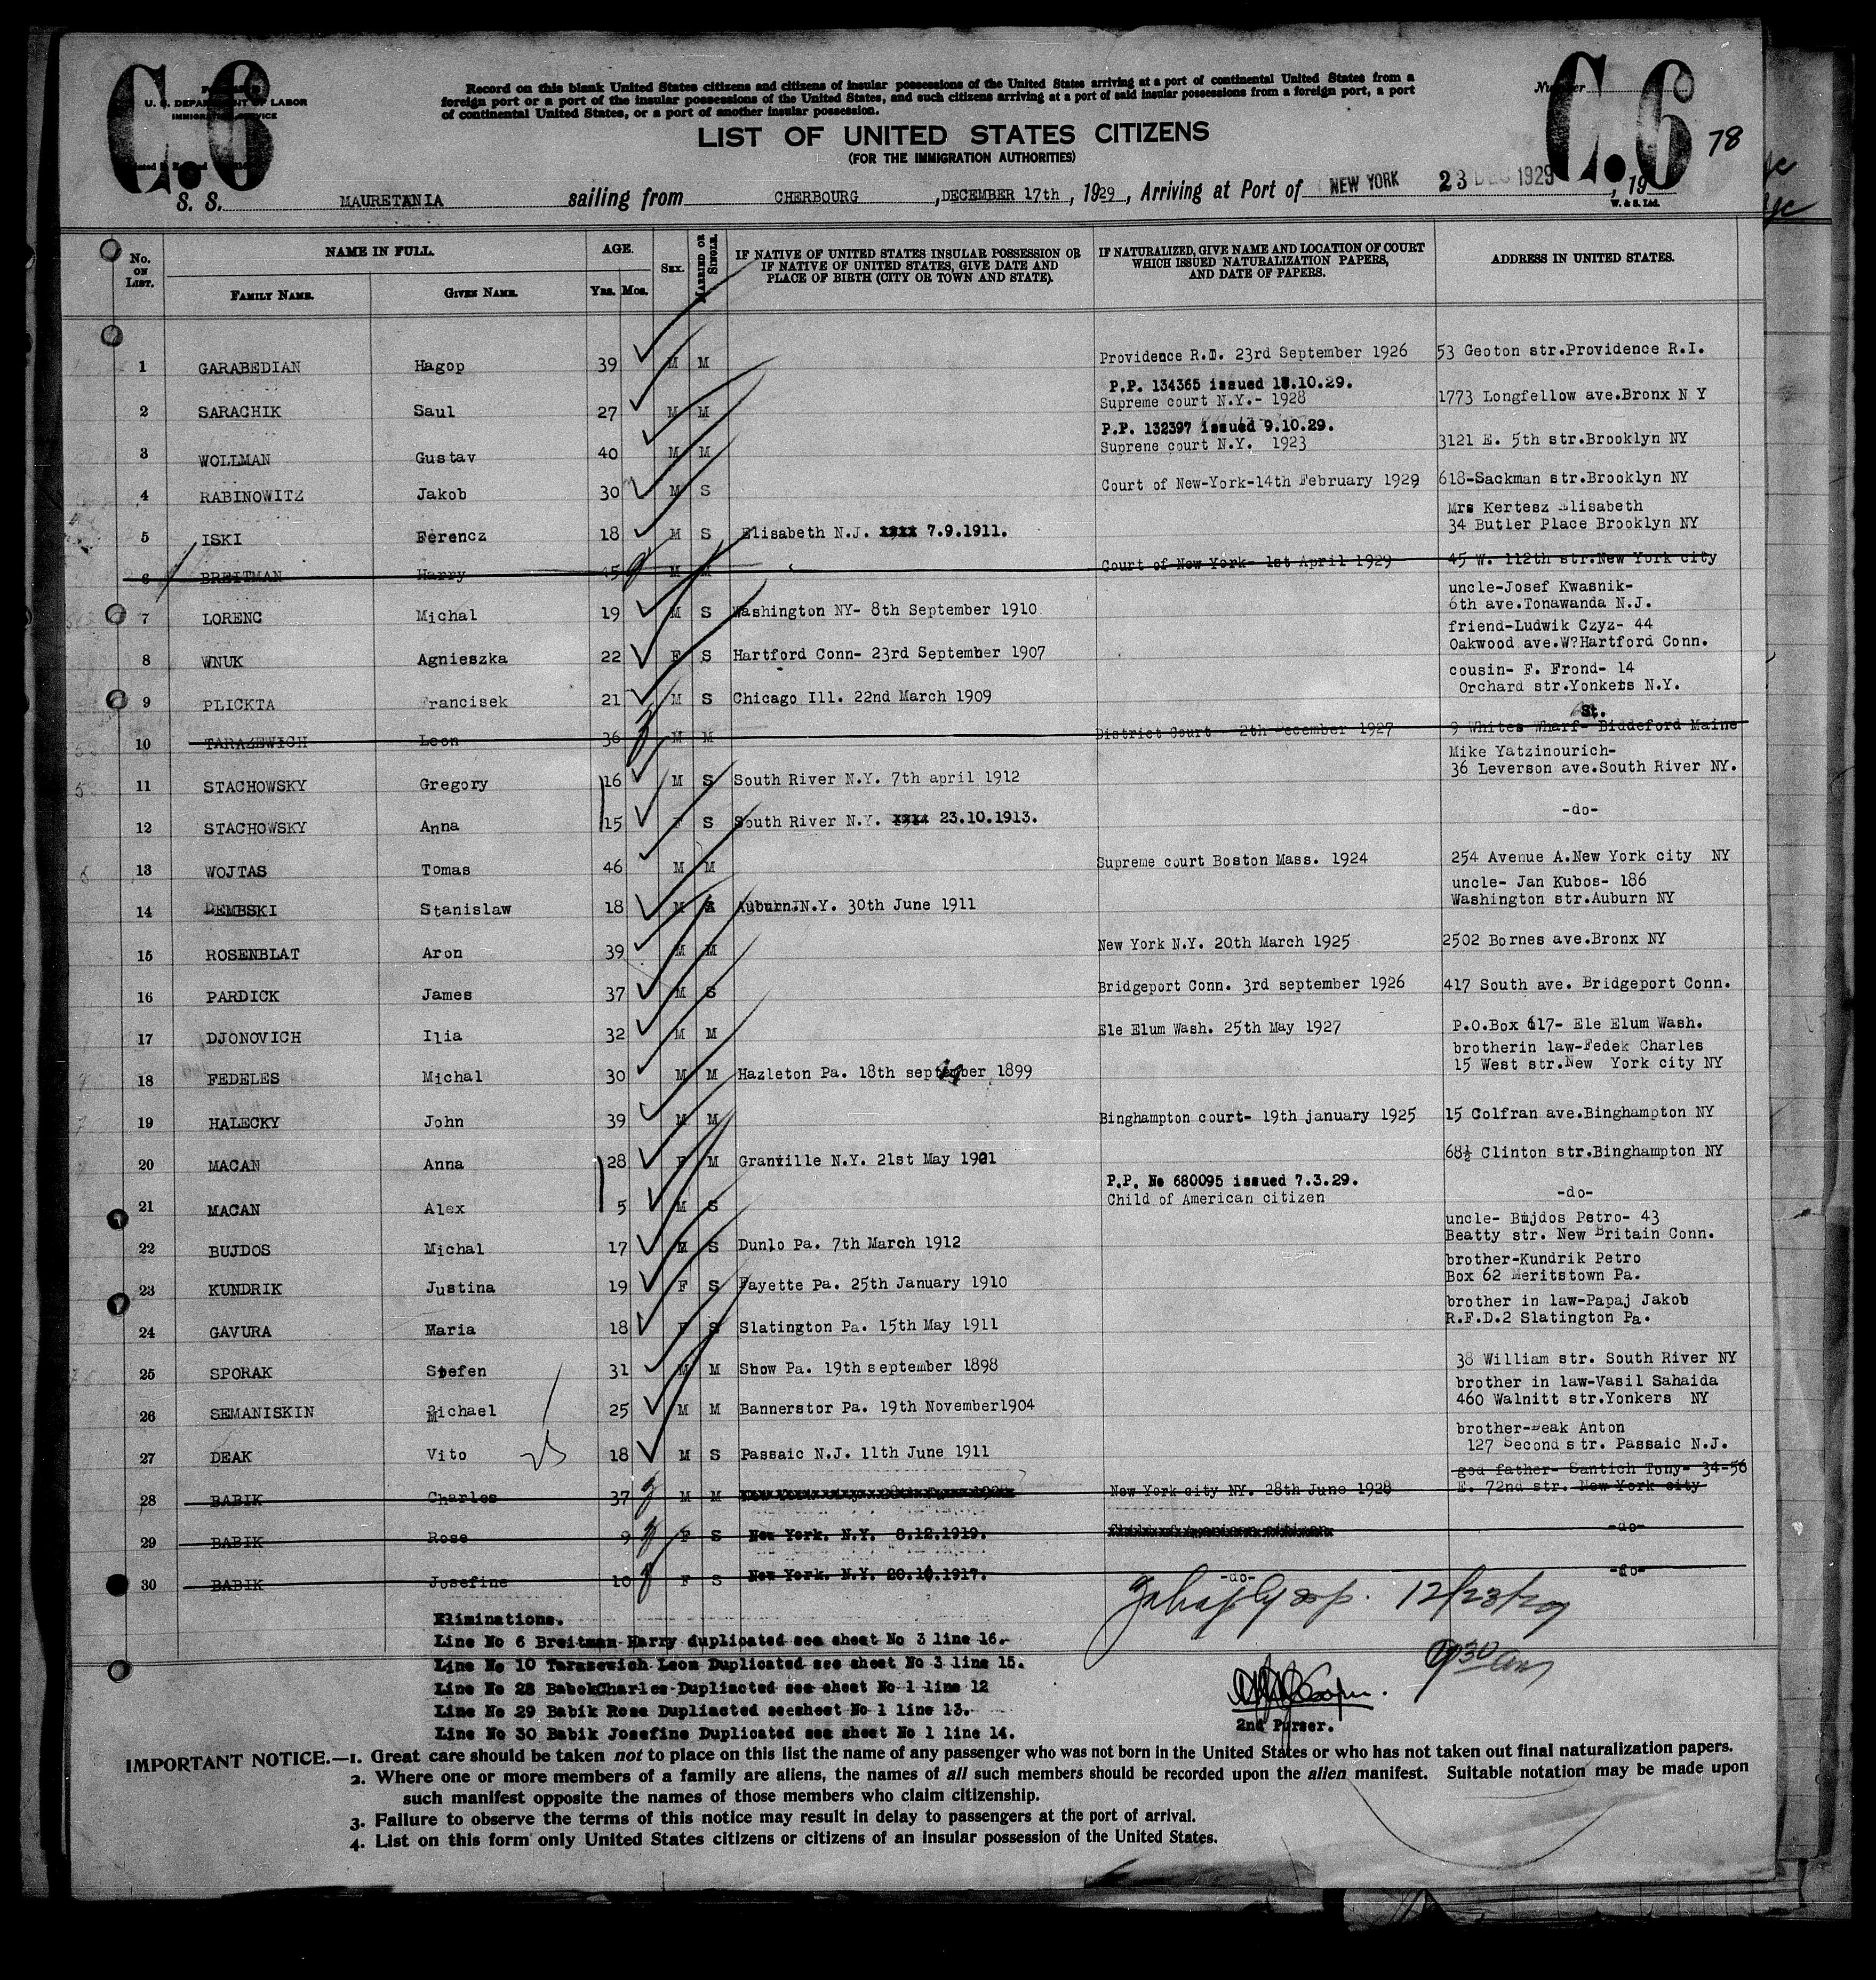 C.6
U. S. DEPARTMENT OF LABOR
IMMIGRATION SERVICE
Record on this blank United States citizens and citizens of insular possessions of the United States arriving at a port of continental United States from a
foreign port or a port of the insular possessions of the United States, and such citizens arriving at a port of said insular possessions from a foreign port, a port
of continental United States, or a port of another insular possession.
Number
C.6
78
LIST OF UNITED STATES CITIZENS
(FOR THE IMMIGRATION AUTHORITIES)
S. S. MAURETANIA sailing from CHERBOURG , DECEMBER 17th , 1929 , Arriving at Port of NEW YORK 23 DEC 1929 , 19
W. & S. Ltd.
No. ON LIST. NAME IN FULL. AGE. SEX. MARRIED OR SINGLE. IF NATIVE OF UNITED STATES INSULAR POSSESSION OR IF NATIVE OF UNITED STATES, GIVE DATE AND PLACE OF BIRTH (CITY OR TOWN AND STATE). IF NATURALIZED, GIVE NAME AND LOCATION OF COURT WHICH ISSUED NATURALIZATION PAPERS, AND DATE OF PAPERS. ADDRESS IN UNITED STATES.
FAMILY NAME. GIVEN NAME. Yrs. Mos.
1 GARABEDIAN Hagop 39 M M Providence R.I. 23rd September 1926 53 Geoton str.Providence R.I.
P.P. 134365 issued 18.10.29.
2 SARACHIK Saul 27 M M Supreme court N.Y.- 1928 1773 Longfellow ave.Bronx N Y
P.P. 132397 issued 9.10.29.
3 WOLLMAN Gustav 40 M M Suprene court N.Y. 1923 3121 E. 5th str.Brooklyn NY
4 RABINOWITZ Jakob 30 M S Court of New-York-14th February 1929 618-Sackman str.Brooklyn NY
Mrs Kertesz Elisabeth
5 ISKI Ferencz 18 M S Elisabeth N.J. xxxx 7.9.1911. 34 Butler Place Brooklyn NY
6 BREITMAN Harry 45 M M Court of New York- 1st April 1929 45 W. 112th str.New York city
uncle-Josef Kwasnik-
7 LORENC Michal 19 M S Washington NY- 8th September 1910 6th ave.Tonawanda N.J.
friend-Ludwik Czyz- 44
8 WNUK Agnieszka 22 F S Hartford Conn- 23rd September 1907 Oakwood ave.W?Hartford Conn.
cousin- F. Frond- 14
9 PLICKTA Francisek 21 M S Chicago Ill. 22nd March 1909 Orchard str.Yonkers N.Y.
St.
10 TARAZEWICH Leon 36 M M District Court- 2th December 1927 9 Whites Wharf- Biddeford Maine
Mike Yatzinourich-
11 STACHOWSKY Gregory 16 M S South River N.Y. 7th april 1912 36 Leverson ave.South River NY.
12 STACHOWSKY Anna 15 F S South River N.Y. xxxx 23.10.1913. -do-
13 WOJTAS Tomas 46 M M Supreme court Boston Mass. 1924 254 Avenue A.New York city NY
uncle- Jan Kubos- 186
14 DEMBSKI Stanislaw 18 M S Auburn N.Y. 30th June 1911 Washington str.Auburn NY
15 ROSENBLAT Aron 39 M M New York N.Y. 20th March 1925 2502 Bornes ave.Bronx NY
16 PARDICK James 37 M S Bridgeport Conn. 3rd september 1926 417 South ave. Bridgeport Conn.
17 DJONOVICH Ilia 32 M M Ele Elum Wash. 25th May 1927 P.O.Box 617- Ele Elum Wash.
brotherin law-Fedek Charles
18 FEDELES Michal 30 M M Hazleton Pa. 18th september 1899 15 West str.New York city NY
19 HALECKY John 39 M M Binghampton court- 19th january 1925 15 Colfran ave.Binghampton NY
20 MACAN Anna 28 F M Granville N.Y. 21st May 1901 68½ Clinton str.Binghampton NY
P.P. No 680095 issued 7.3.29.
21 MACAN Alex 5 M S Child of American citizen -do-
uncle- Bujdos Petro- 43
22 BUJDOS Michal 17 M S Dunlo Pa. 7th March 1912 Beatty str. New Britain Conn.
brother-Kundrik Petro
23 KUNDRIK Justina 19 F S Fayette Pa. 25th January 1910 Box 62 Meritstown Pa.
brother in law-Papaj Jakob
24 GAVURA Maria 18 F S Slatington Pa. 15th May 1911 R.F.D.2 Slatington Pa.
25 SPORAK Stefen 31 M M Show Pa. 19th september 1898 38 William str. South River NY
brother in law-Vasil Sahaida
26 SEMANISKIN Michael 25 M M Bannerstor Pa. 19th November1904 460 Walnitt str.Yonkers NY
brother-Deak Anton
27 DEAK Vito 18 M S Passaic N.J. 11th June 1911 127 Second str. Passaic N.J.
god father- Santich Tony- 34-56
28 BABIK Charles 37 M M New York city NY. 28th June 1928 E. 72nd str. New York city
29 BABIK Rose 9 F S New York. N.Y. 8.12.1919. -do-
30 BABIK Josefine 10 F S New York. N.Y. 20.10.1917. -do- -do-
12/23/29
9 30 am
Eliminations.
Line No 6 Breitman Harry duplicated see sheet No 3 line 16.-
Line No 10 Tarazewich Leon Duplicated see sheet No 3 line 15.
Line No 28 BabekCharles-Dupliacted see sheet No 1 line 12
Line No 29 Babik Rose Dupliacted seesheet No 1 line 13.
Line No 30 Babik Josefine Duplicated see sheet No 1 line 14.
2nd Purser.
IMPORTANT NOTICE.—1. Great care should be taken not to place on this list the name of any passenger who was not born in the United States or who has not taken out final naturalization papers.
2. Where one or more members of a family are aliens, the names of all such members should be recorded upon the alien manifest. Suitable notation may be made upon
such manifest opposite the names of those members who claim citizenship.
3. Failure to observe the terms of this notice may result in delay to passengers at the port of arrival.
4. List on this form only United States citizens or citizens of an insular possession of the United States.